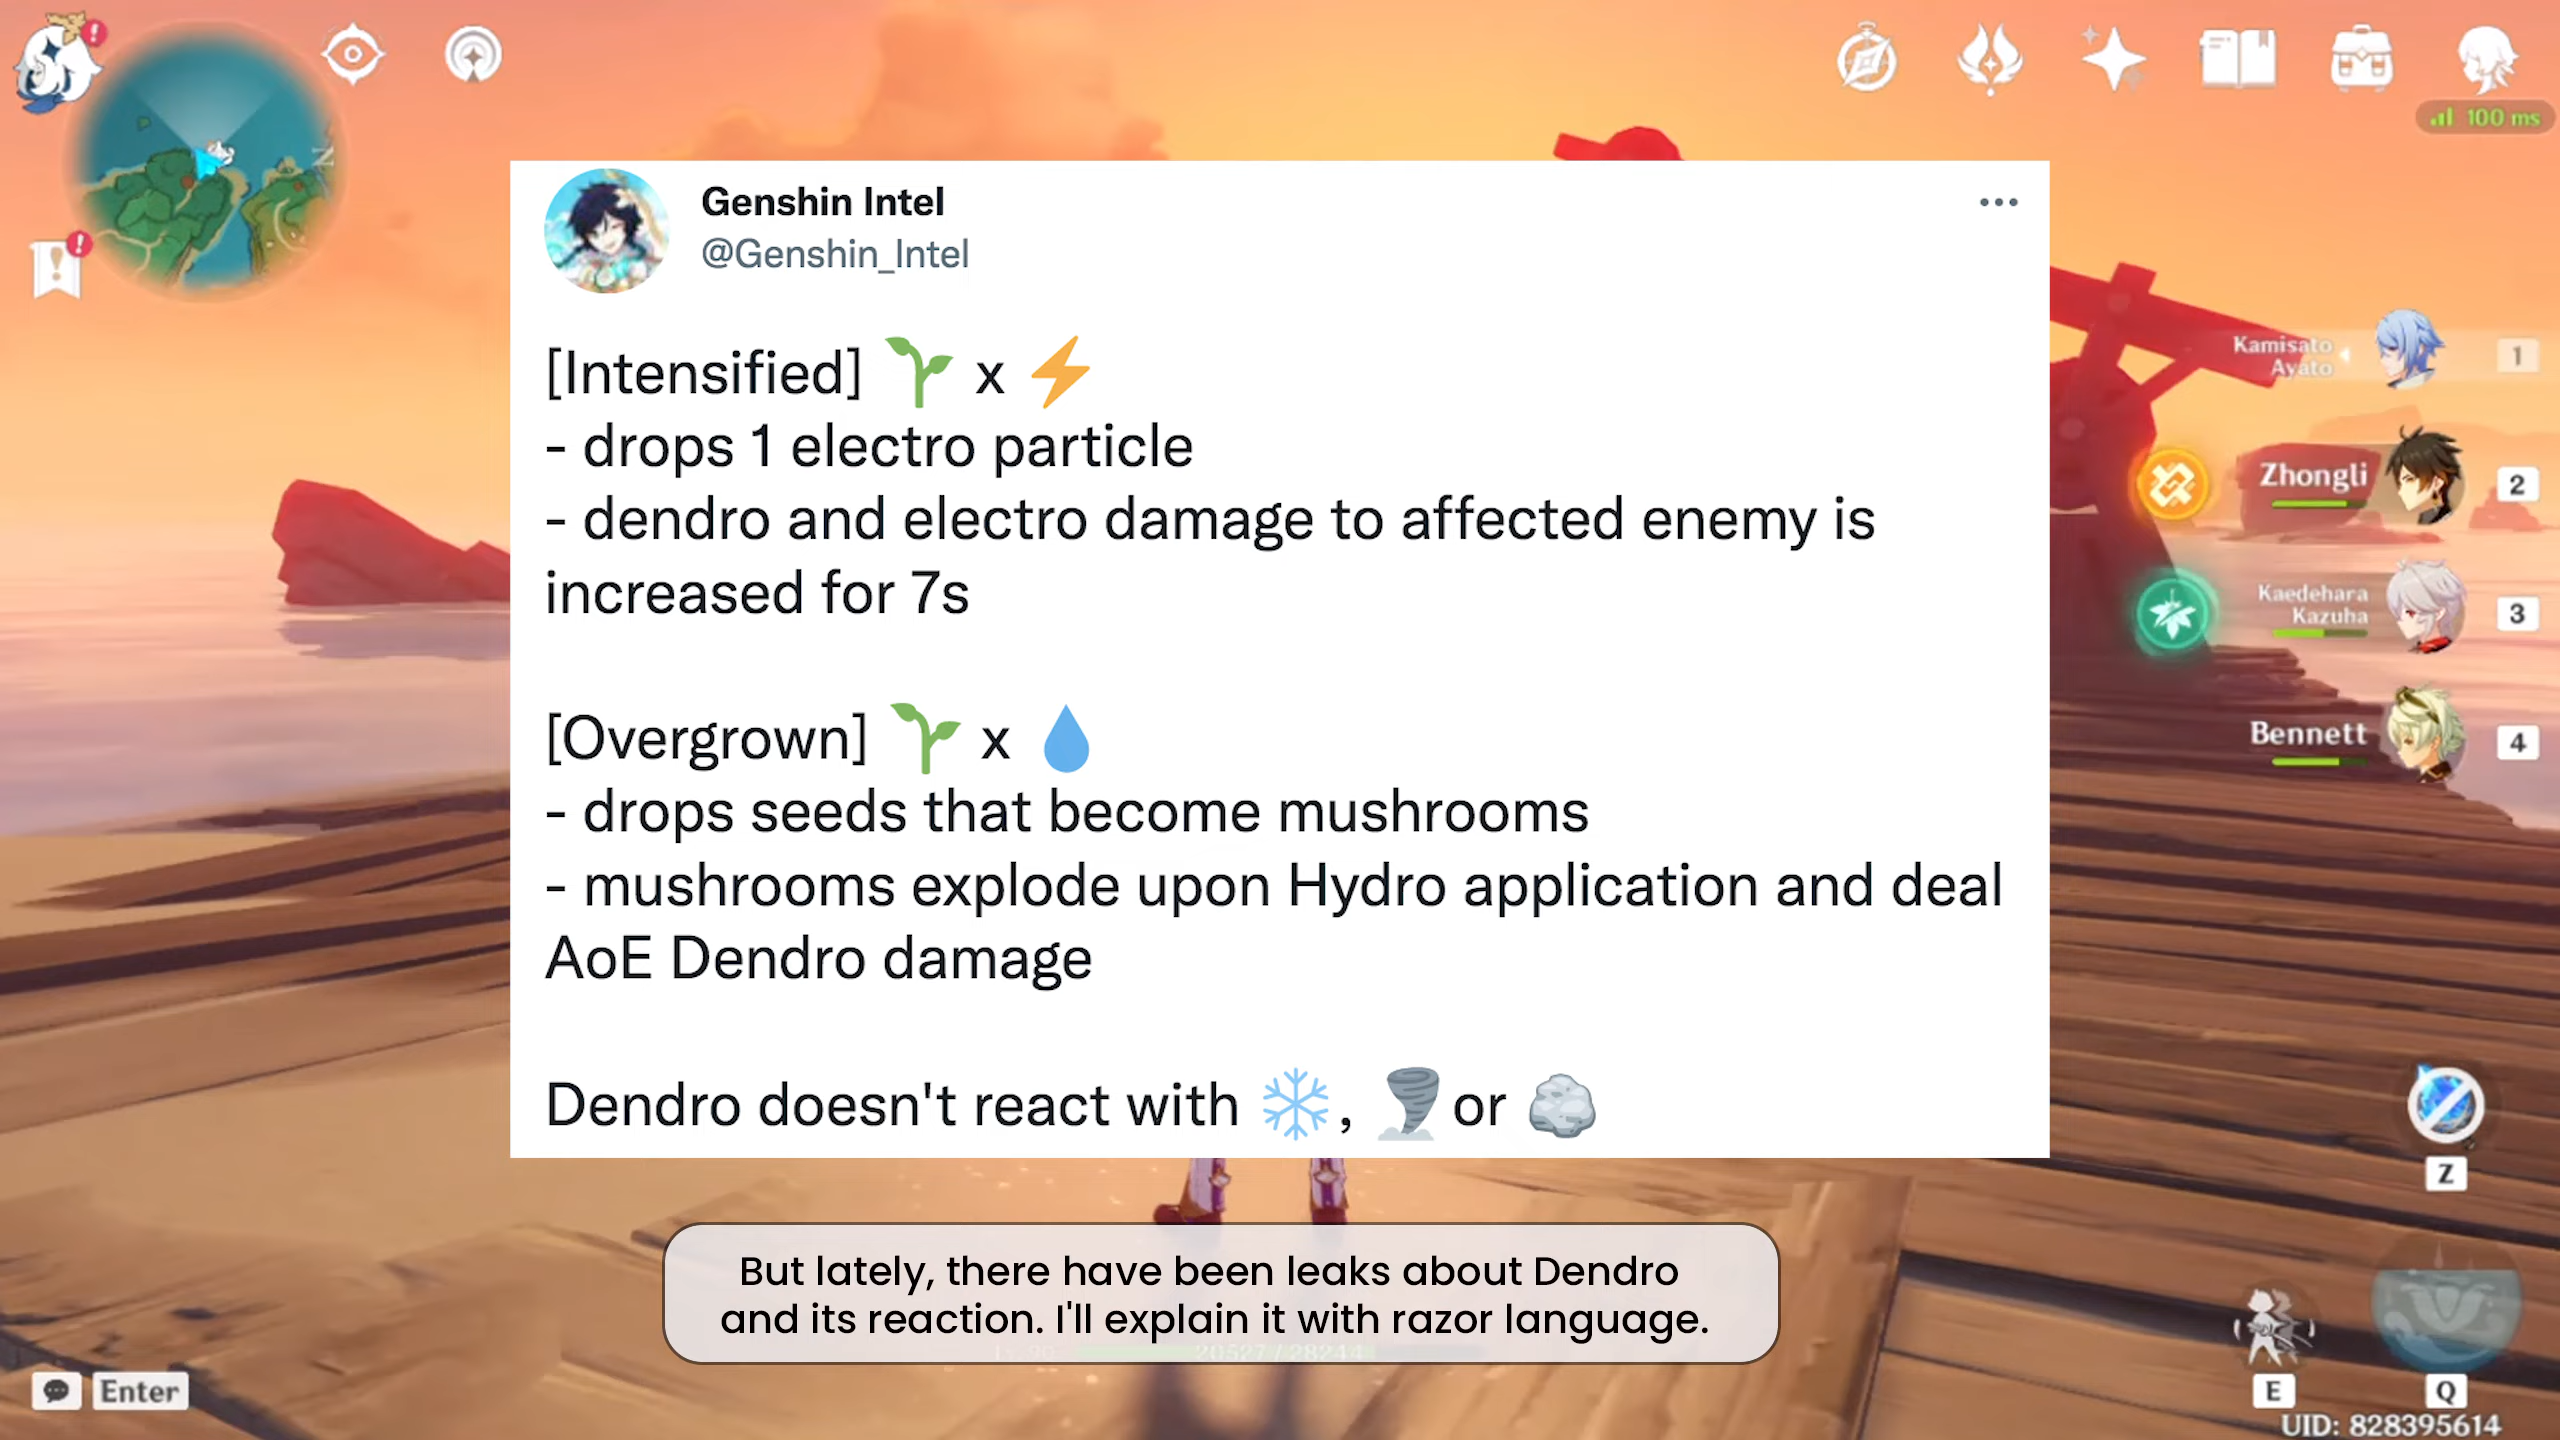 100 ms
Genshin Intel
@Genshin_Intel
[Intensified] 🌱 x ⚡
- drops 1 electro particle
- dendro and electro damage to affected enemy is
increased for 7s
[Overgrown] 🌱 x 💧
- drops seeds that become mushrooms
- mushrooms explode upon Hydro application and deal
AoE Dendro damage
Dendro doesn't react with ❄️, 🌪️ or 🪨
N
Kamisato
Ayato
1
Zhongli
2
Kaedehara
Kazuha
3
Bennett
4
Z
But lately, there have been leaks about Dendro
and its reaction. I'll explain it with razor language.
20527 / 28244
Enter
E
Q
UID: 828395614